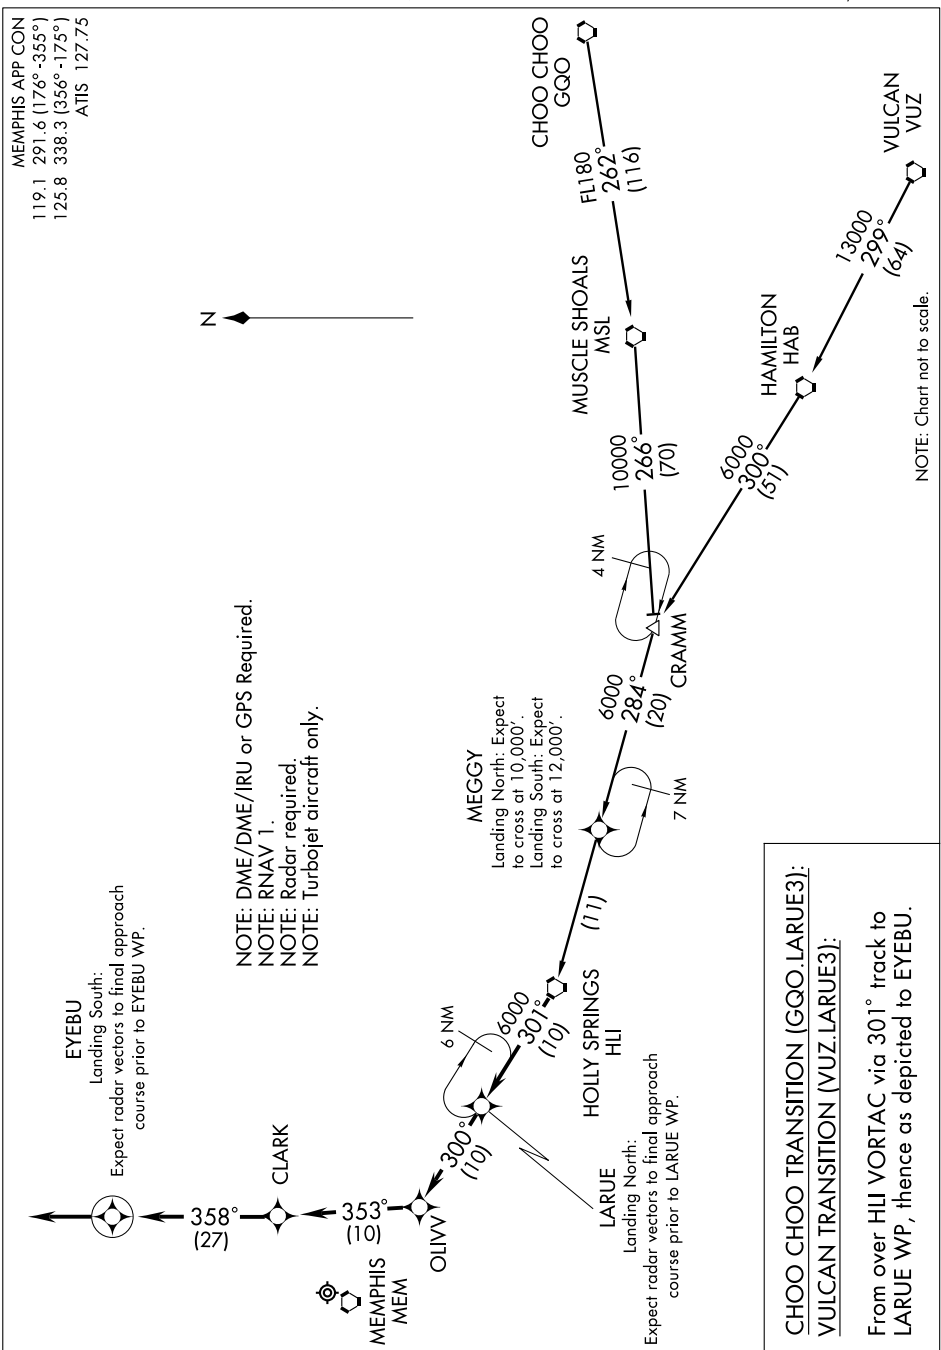 MEMPHIS APP CON
119.1 291.6 (176°-355°)
125.8 338.3 (356°-175°)
ATIS 127.75
CHOO CHOO
GQO
FL180
262°
(116)
VULCAN
VUZ
13000
299°
(64)
N
MUSCLE SHOALS
MSL
HAMILTON
HAB
10000
266°
(70)
6000
300°
(51)
NOTE: Chart not to scale.
4 NM
CRAMM
6000
284°
(20)
NOTE: DME/DME/IRU or GPS Required.
NOTE: RNAV 1.
NOTE: Radar required.
NOTE: Turbojet aircraft only.
MEGGY
Landing North: Expect
to cross at 10,000'.
Landing South: Expect
to cross at 12,000'.
7 NM
(11)
HOLLY SPRINGS
HLI
6 NM
6000
301°
(10)
EYEBU
Landing South:
Expect radar vectors to final approach
course prior to EYEBU WP.
LARUE
Landing North:
Expect radar vectors to final approach
course prior to LARUE WP.
300°
(10)
OLIVV
CLARK
353°
(10)
358°
(27)
MEMPHIS
MEM
CHOO CHOO TRANSITION (GQO.LARUE3):
VULCAN TRANSITION (VUZ.LARUE3):
From over HLI VORTAC via 301° track to
LARUE WP, thence as depicted to EYEBU.